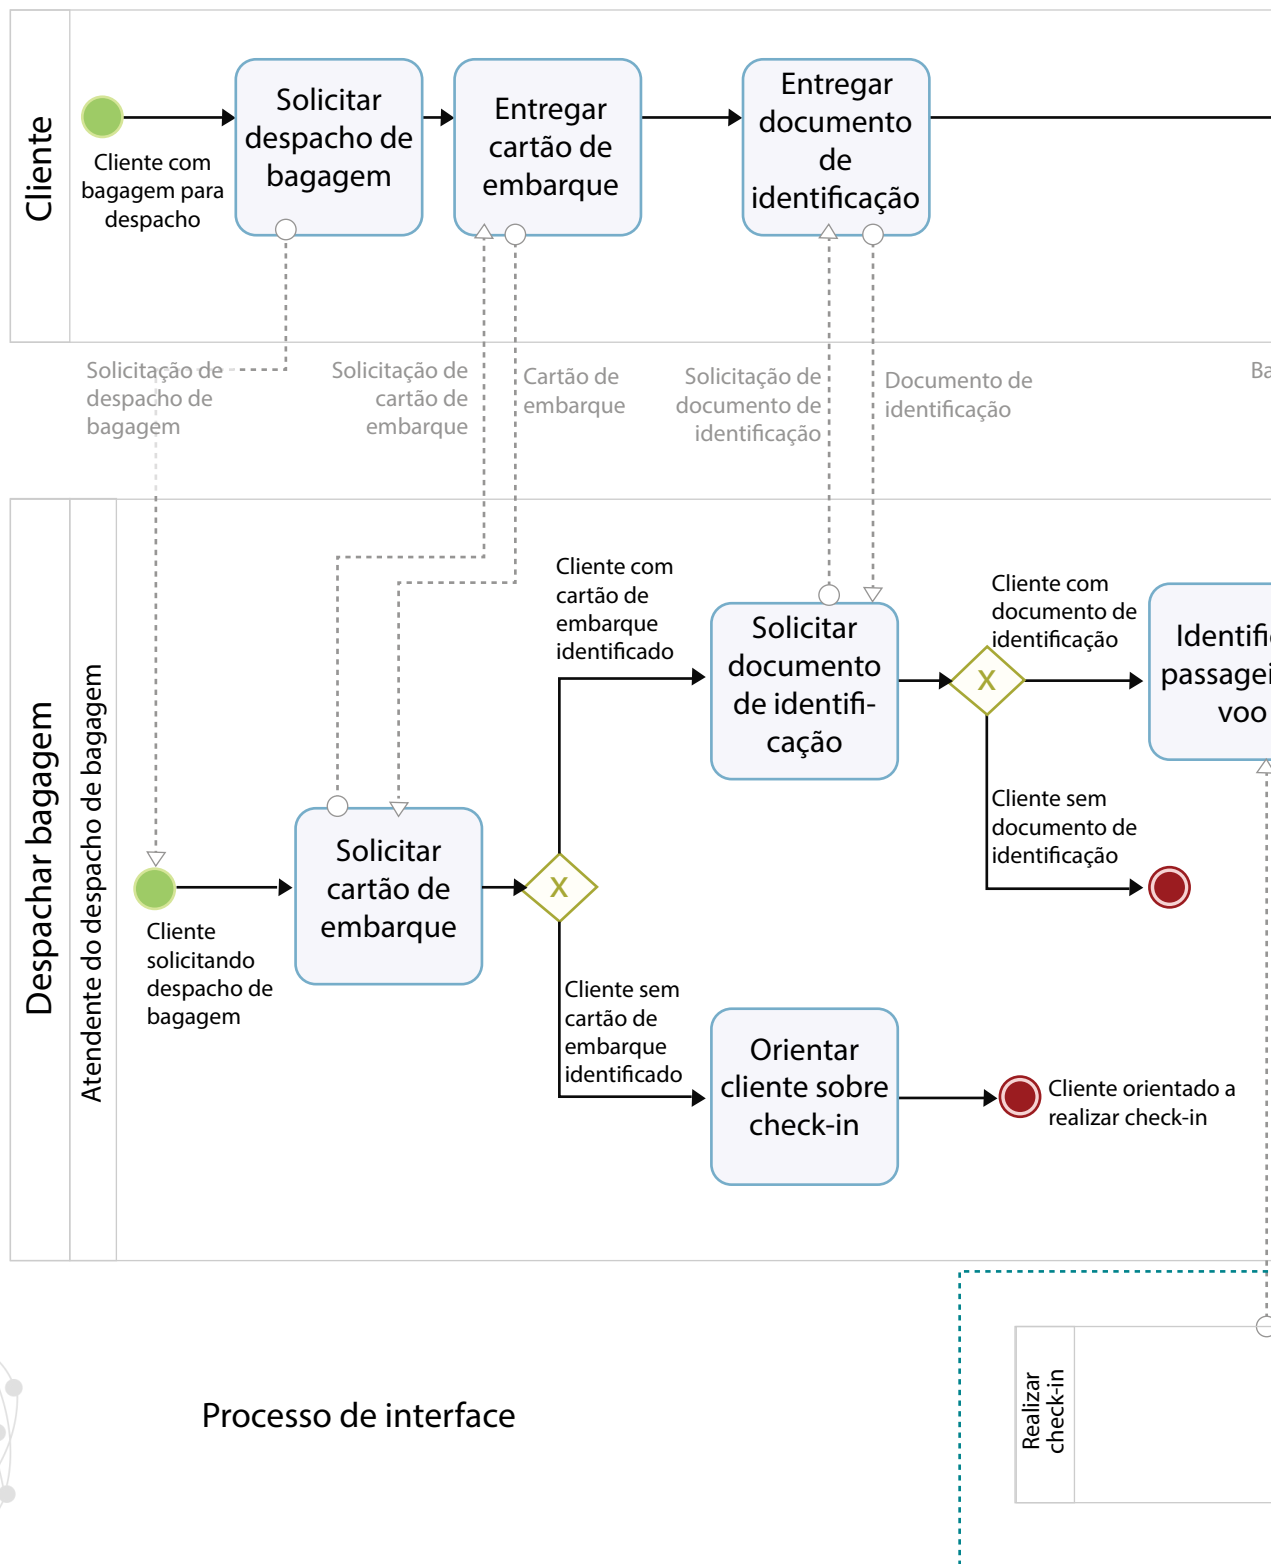 Cliente
Cliente com
bagagem para
despacho
Solicitar
despacho de
bagagem
Entregar
cartão de
embarque
Entregar
documento
de
identificação
Solicitação de
despacho de
bagagem
Solicitação de
cartão de
embarque
Cartão de
embarque
Solicitação de
documento de
identificação
Documento de
identificação
Ba
Despachar bagagem
Atendente do despacho de bagagem
Cliente
solicitando
despacho de
bagagem
Solicitar
cartão de
embarque
X
Cliente com
cartão de
embarque
identificado
Solicitar
documento
de identifi-
cação
X
Cliente com
documento de
identificação
Identifi
passagei
voo
Cliente sem
documento de
identificação
Cliente sem
cartão de
embarque
identificado
Orientar
cliente sobre
check-in
Cliente orientado a
realizar check-in
Processo de interface
Realizar
check-in